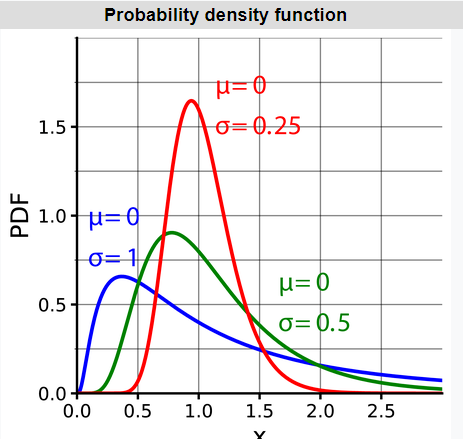 Probability density function
μ= 0
σ= 0.25
μ= 0
σ= 1
μ= 0
σ= 0.5
PDF
1.5
1.0
0.5
0.0
0.0 0.5 1.0 1.5 2.0 2.5
x